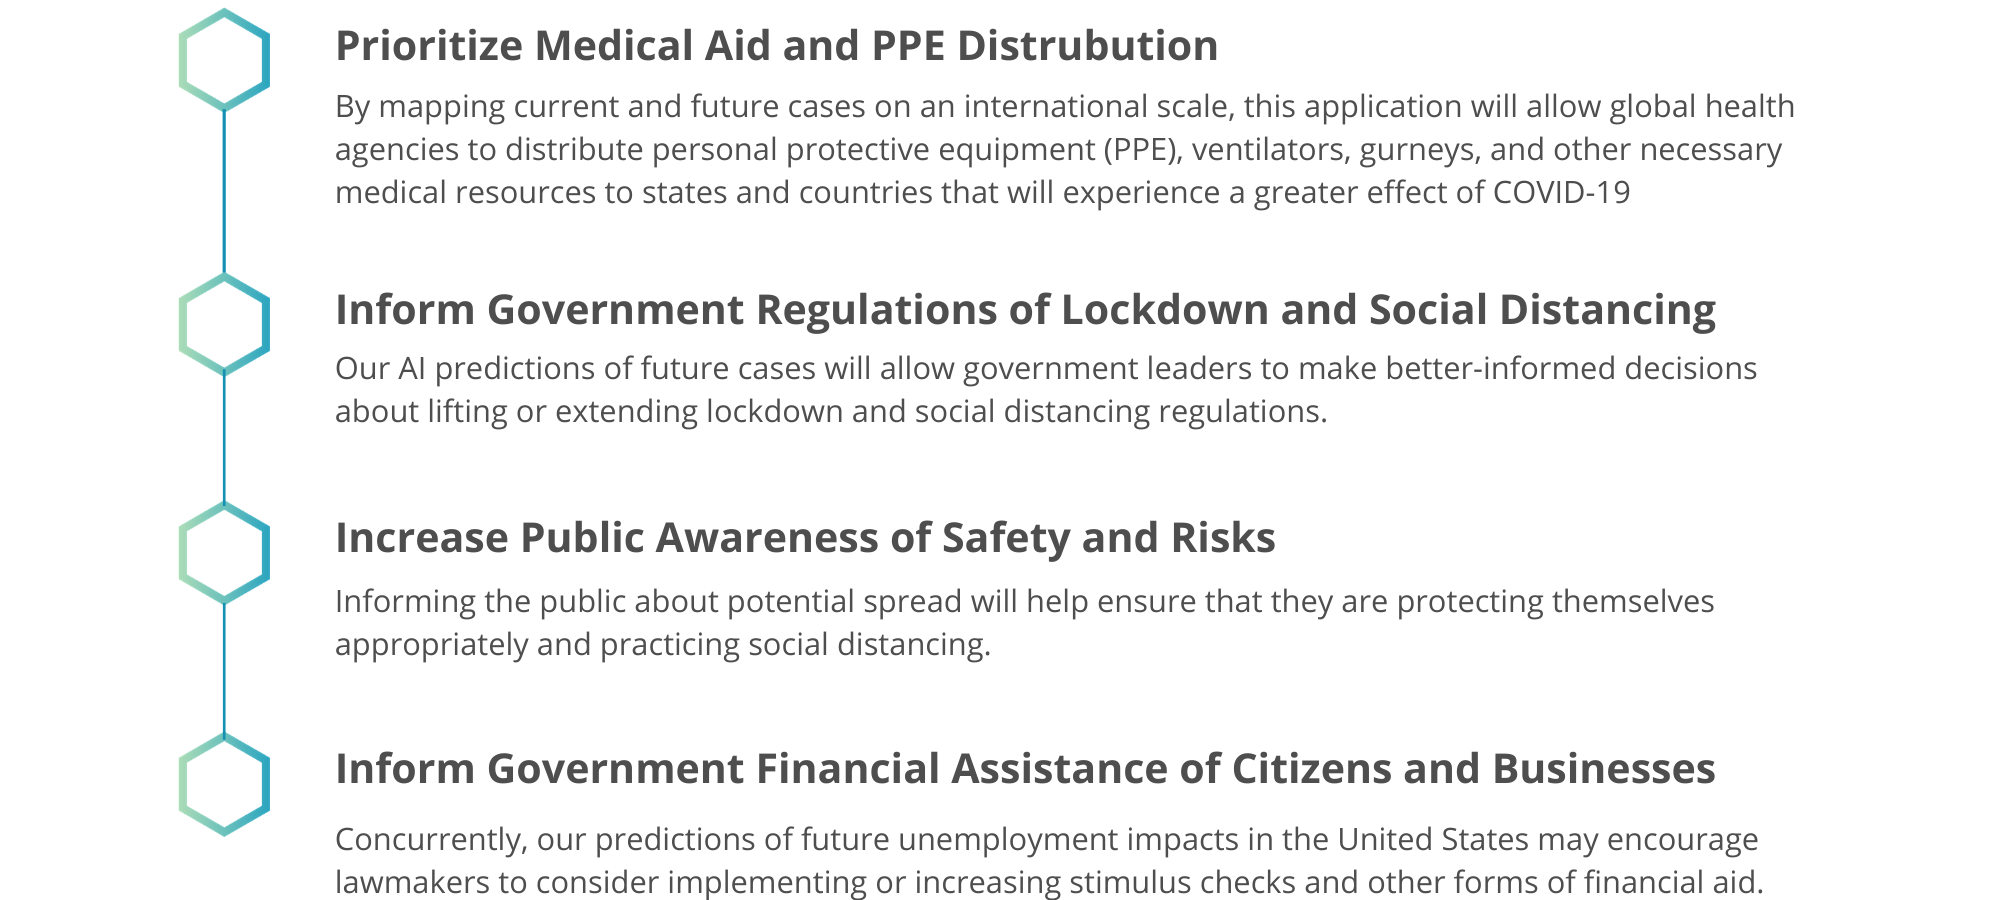 Prioritize Medical Aid and PPE Distrubution
By mapping current and future cases on an international scale, this application will allow global health
agencies to distribute personal protective equipment (PPE), ventilators, gurneys, and other necessary
medical resources to states and countries that will experience a greater effect of COVID-19
Inform Government Regulations of Lockdown and Social Distancing
Our AI predictions of future cases will allow government leaders to make better-informed decisions
about lifting or extending lockdown and social distancing regulations.
Increase Public Awareness of Safety and Risks
Informing the public about potential spread will help ensure that they are protecting themselves
appropriately and practicing social distancing.
Inform Government Financial Assistance of Citizens and Businesses
Concurrently, our predictions of future unemployment impacts in the United States may encourage
lawmakers to consider implementing or increasing stimulus checks and other forms of financial aid.